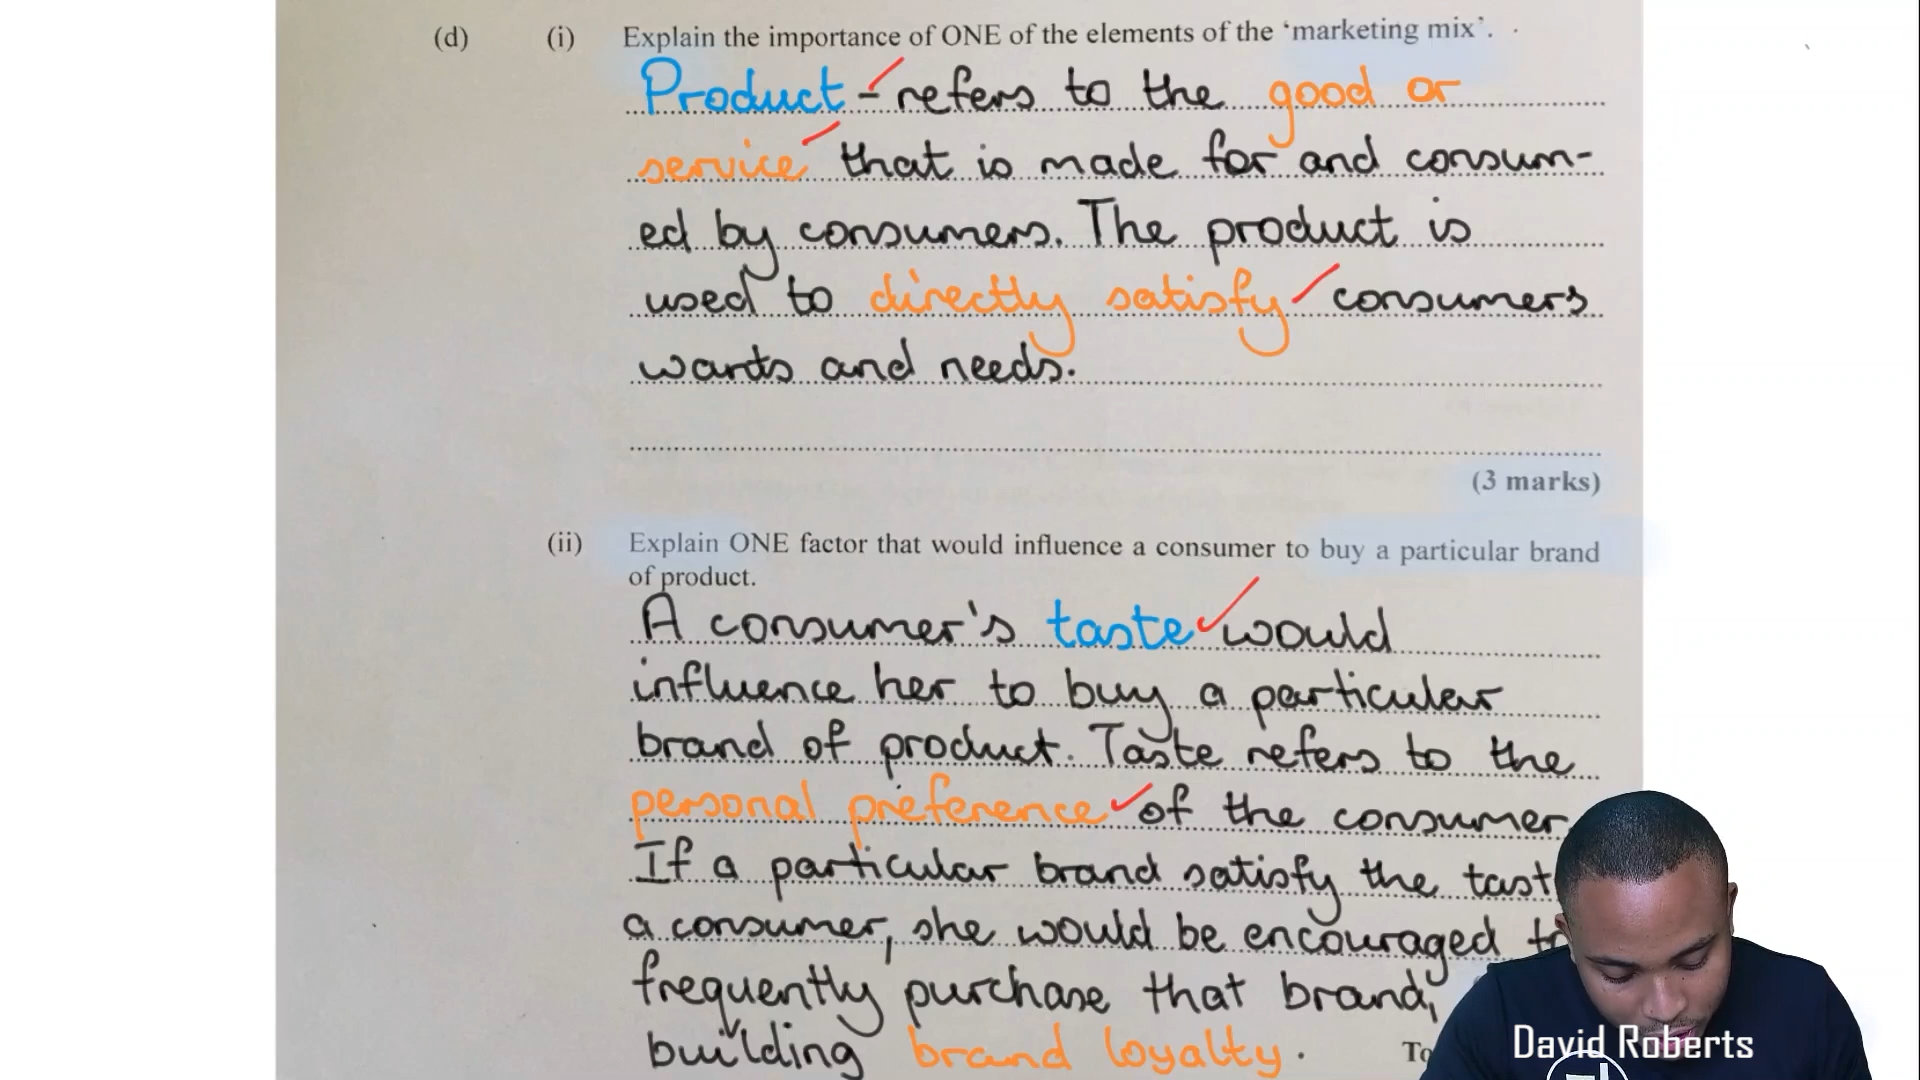 (d) (i) Explain the importance of ONE of the elements of the ‘marketing mix’.
Product - refers to the good or
service that is made for and consum-
ed by consumers. The product is
used to directly satisfy consumers
wants and needs.
(3 marks)
(ii) Explain ONE factor that would influence a consumer to buy a particular brand
of product.
A consumer's taste would
influence her to buy a particular
brand of product. Taste refers to the
personal preference of the consumer
If a particular brand satisfy the
a consumer, she would be encouraged
frequently purchase that brand,
building brand loyalty.
David Roberts